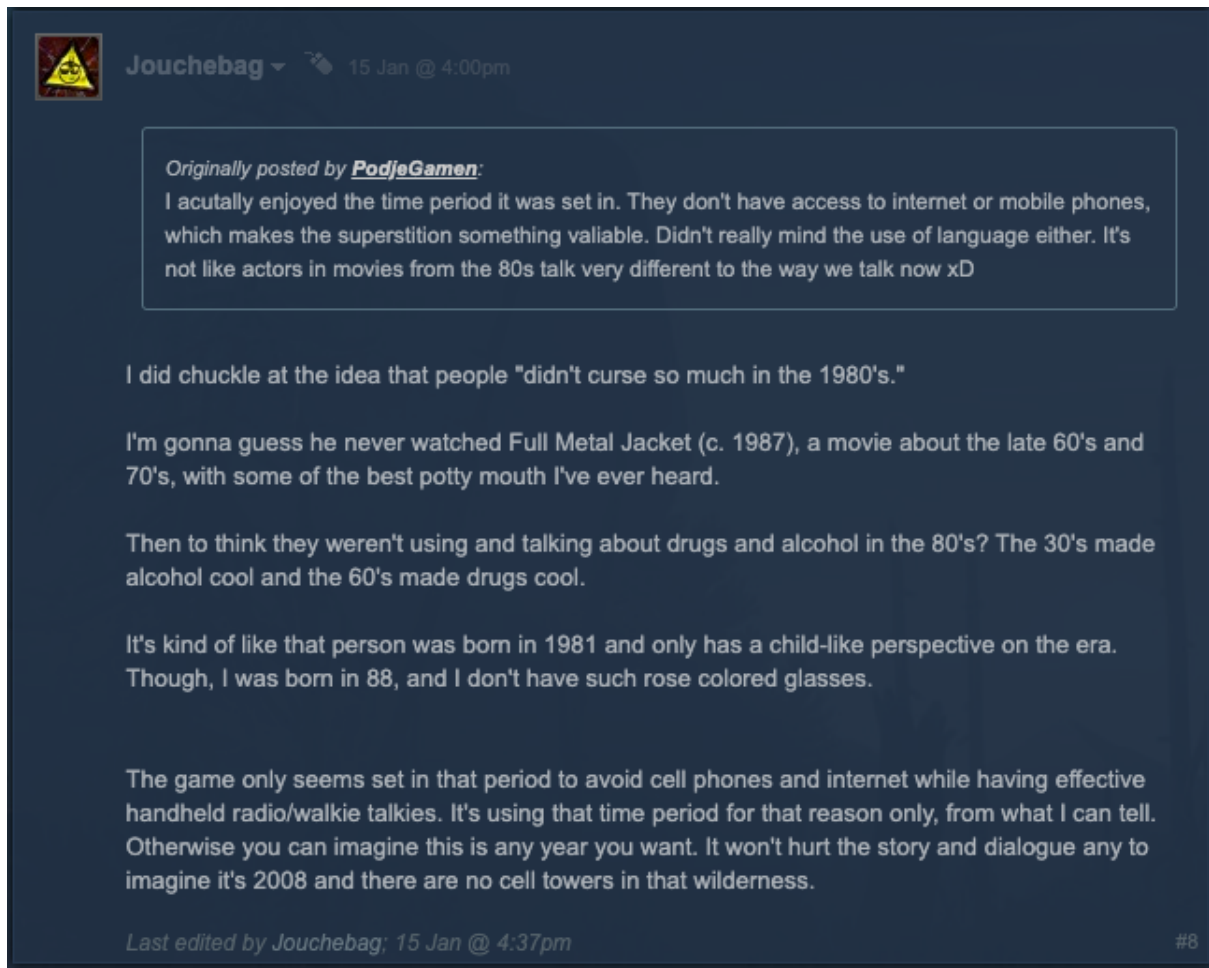 Jouchebag 15 Jan @ 4:00pm
Originally posted by PodjeGamen:
I acutally enjoyed the time period it was set in. They don't have access to internet or mobile phones,
which makes the superstition something valiable. Didn't really mind the use of language either. It's
not like actors in movies from the 80s talk very different to the way we talk now xD
I did chuckle at the idea that people "didn't curse so much in the 1980's."
I'm gonna guess he never watched Full Metal Jacket (c. 1987), a movie about the late 60's and
70's, with some of the best potty mouth I've ever heard.
Then to think they weren't using and talking about drugs and alcohol in the 80's? The 30's made
alcohol cool and the 60's made drugs cool.
It's kind of like that person was born in 1981 and only has a child-like perspective on the era.
Though, I was born in 88, and I don't have such rose colored glasses.
The game only seems set in that period to avoid cell phones and internet while having effective
handheld radio/walkie talkies. It's using that time period for that reason only, from what I can tell.
Otherwise you can imagine this is any year you want. It won't hurt the story and dialogue any to
imagine it's 2008 and there are no cell towers in that wilderness.
Last edited by Jouchebag; 15 Jan @ 4:37pm #8